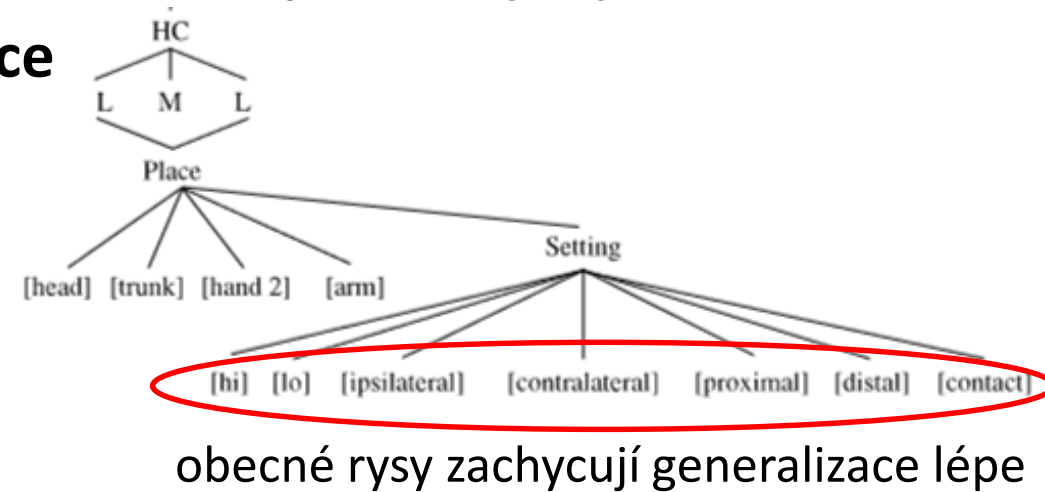 HC
ce
L M L
Place
Setting
[head] [trunk] [hand 2] [arm]
[hi] [lo] [ipsilateral] [contralateral] [proximal] [distal] [contact]
obecné rysy zachycují generalizace lépe